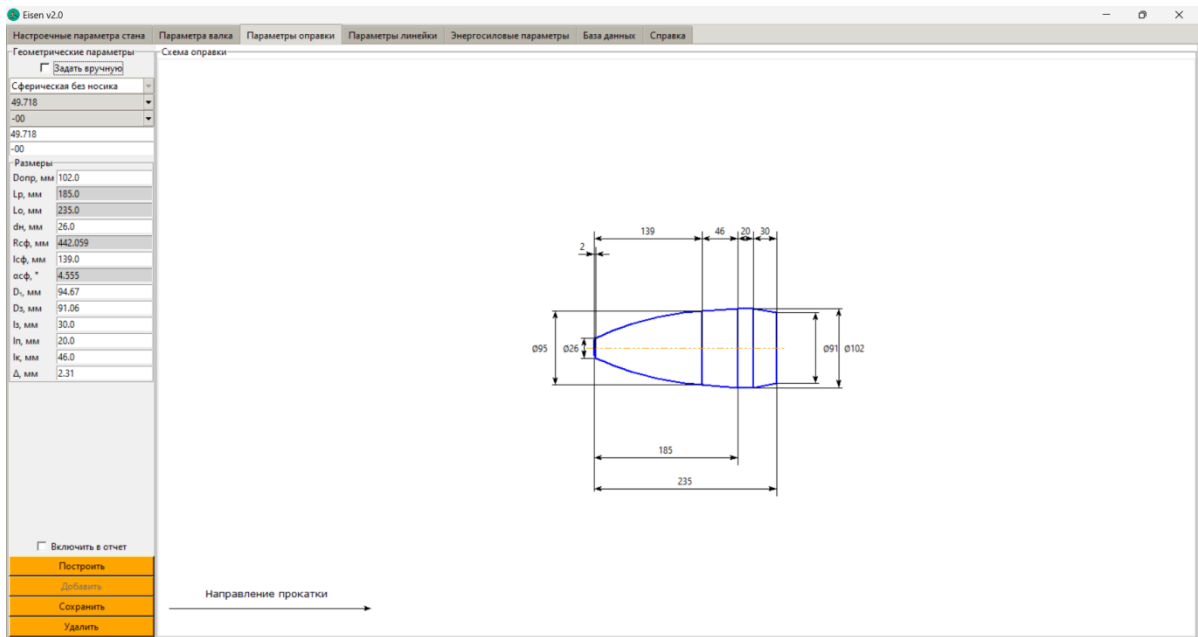 Eisen v2.0
Настроечные параметра стана Параметра валка Параметры оправки Параметры линейки Энергосиловые параметры База данных Справка
Геометрические параметры
Задать вручную
Сферическая без носика
49.718
-00
49.718
-00
Размеры
Dопр, мм 102.0
Lр, мм 185.0
Lо, мм 235.0
dн, мм 26.0
Rсф, мм 442.059
lсф, мм 139.0
αсф, ° 4.555
D₁, мм 94.67
D₃, мм 91.06
l₃, мм 30.0
lп, мм 20.0
lк, мм 46.0
Δ, мм 2.31
Включить в отчет
Построить
Добавить
Сохранить
Удалить
Схема оправки
139 46 20 30
2
Ø95 Ø26 Ø91 Ø102
185
235
Направление прокатки